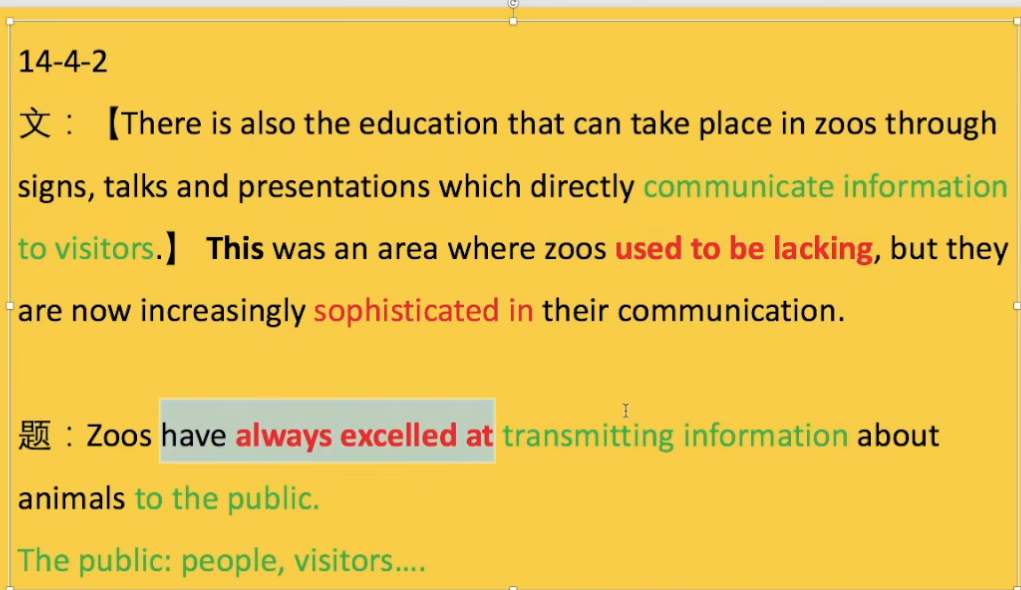 14-4-2
文：【There is also the education that can take place in zoos through
signs, talks and presentations which directly communicate information
to visitors.】 This was an area where zoos used to be lacking, but they
are now increasingly sophisticated in their communication.
题：Zoos have always excelled at transmitting information about
animals to the public.
The public: people, visitors….